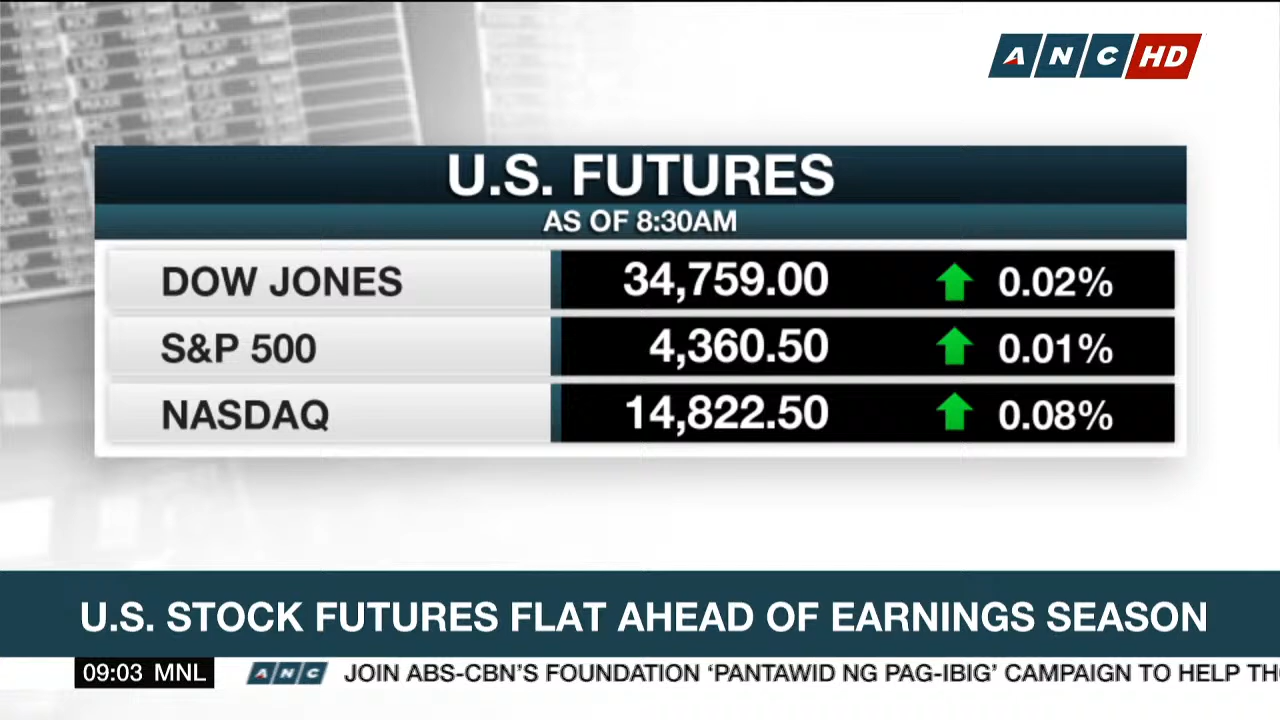 ANC HD
U.S. FUTURES
AS OF 8:30AM
DOW JONES 34,759.00 0.02%
S&P 500 4,360.50 0.01%
NASDAQ 14,822.50 0.08%
U.S. STOCK FUTURES FLAT AHEAD OF EARNINGS SEASON
09:03 MNL ANC JOIN ABS-CBN'S FOUNDATION 'PANTAWID NG PAG-IBIG' CAMPAIGN TO HELP